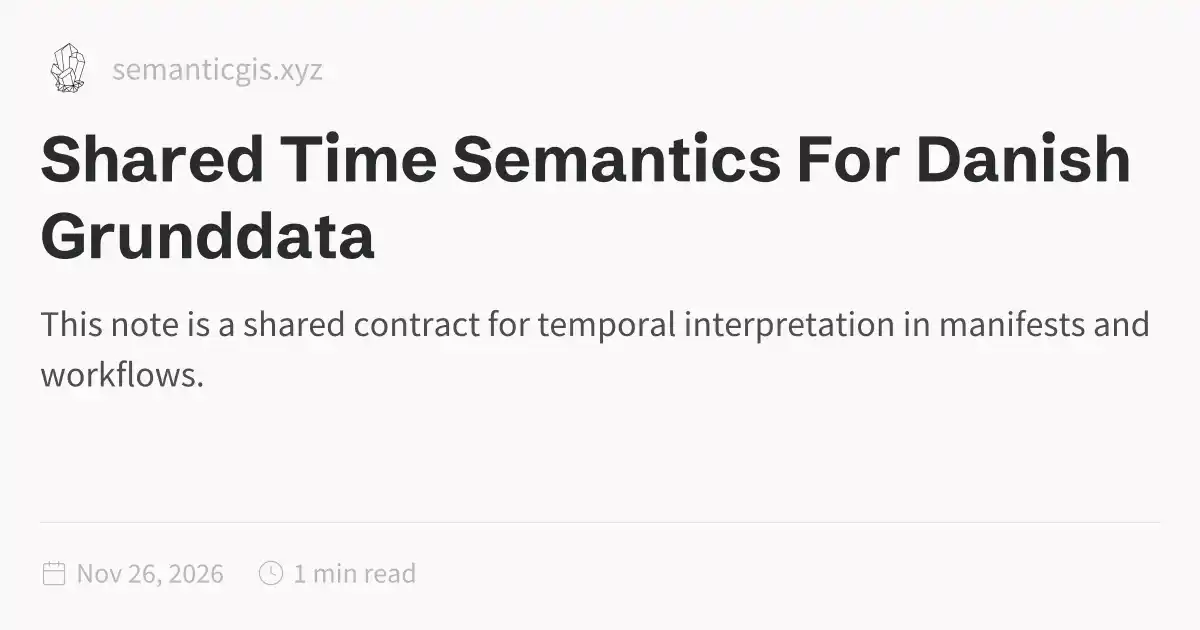 semanticgis.xyz
Shared Time Semantics For Danish
Grunddata
This note is a shared contract for temporal interpretation in manifests and
workflows.
Nov 26, 2026 1 min read